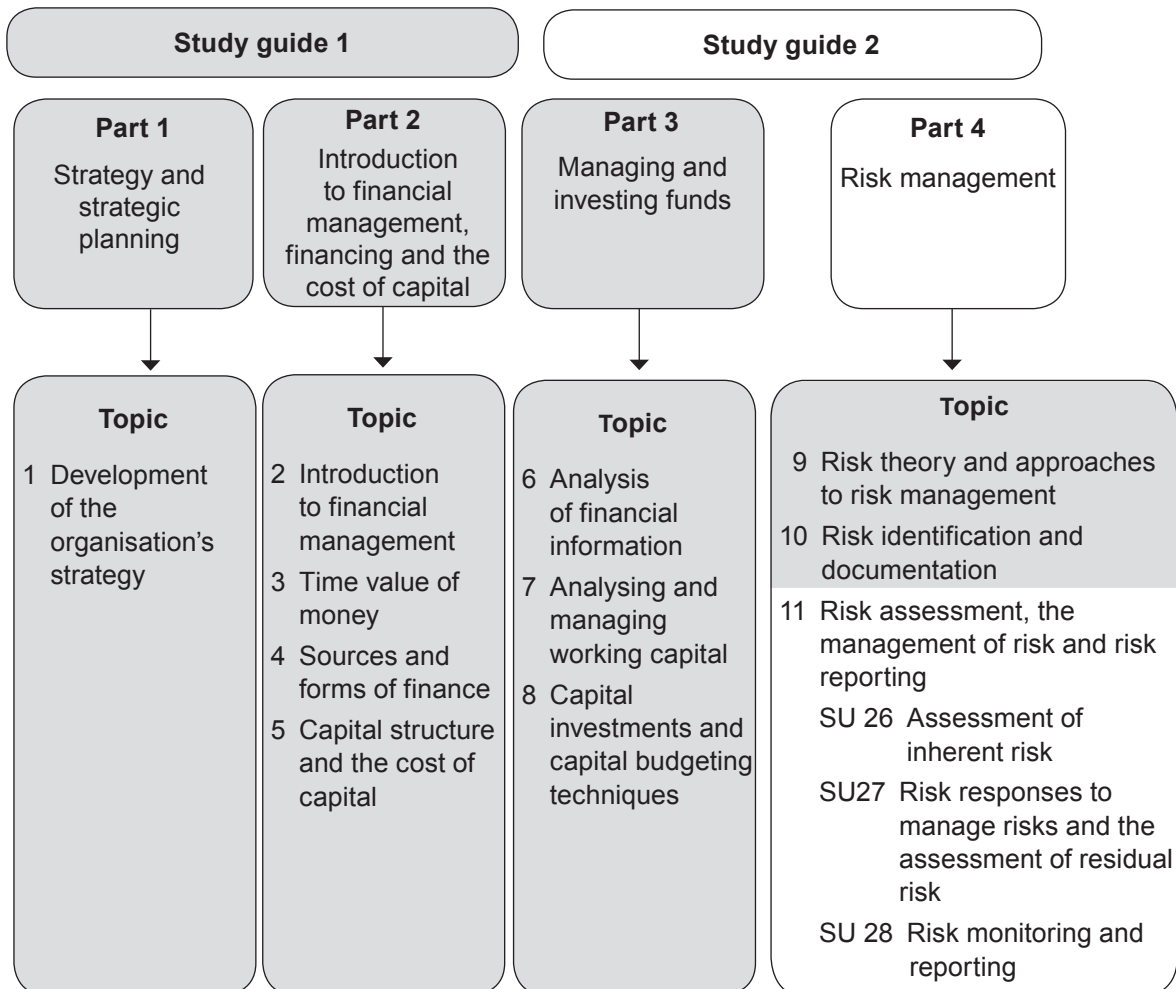 Study guide 1
Study guide 2
Part 1
Strategy and
strategic
planning
Part 2
Introduction
to financial
management,
financing and the
cost of capital
Part 3
Managing and
investing funds
Part 4
Risk management
Topic
1 Development
of the
organisation's
strategy
Topic
2 Introduction
to financial
management
3 Time value of
money
4 Sources and
forms of finance
5 Capital structure
and the cost of
capital
Topic
6 Analysis
of financial
information
7 Analysing and
managing
working capital
8 Capital
investments and
capital budgeting
techniques
Topic
9 Risk theory and approaches
to risk management
10 Risk identification and
documentation
11 Risk assessment, the
management of risk and risk
reporting
SU 26 Assessment of
inherent risk
SU27 Risk responses to
manage risks and the
assessment of residual
risk
SU 28 Risk monitoring and
reporting